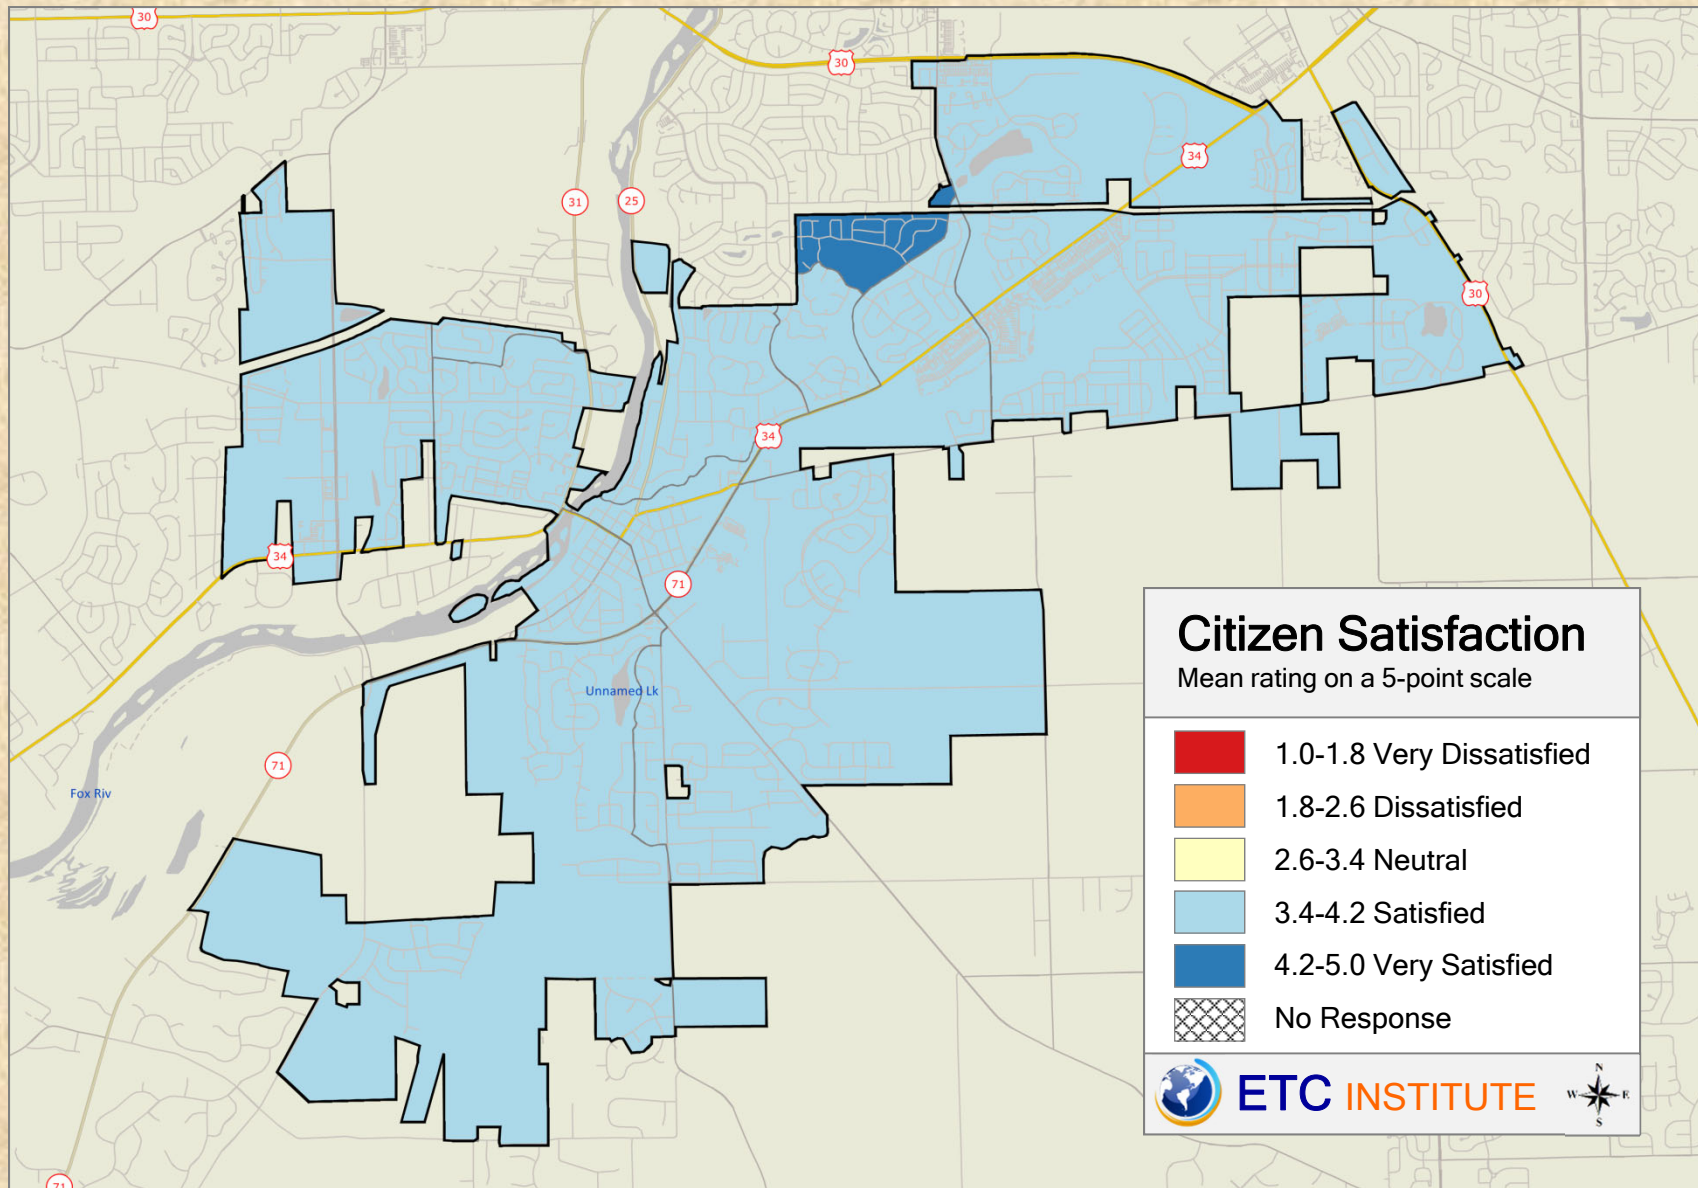 30
30
34
31
25
30
34
34
71
Unnamed Lk
71
Fox Riv
71
Citizen Satisfaction
Mean rating on a 5-point scale
1.0-1.8 Very Dissatisfied
1.8-2.6 Dissatisfied
2.6-3.4 Neutral
3.4-4.2 Satisfied
4.2-5.0 Very Satisfied
No Response
ETC INSTITUTE
N
W E
S